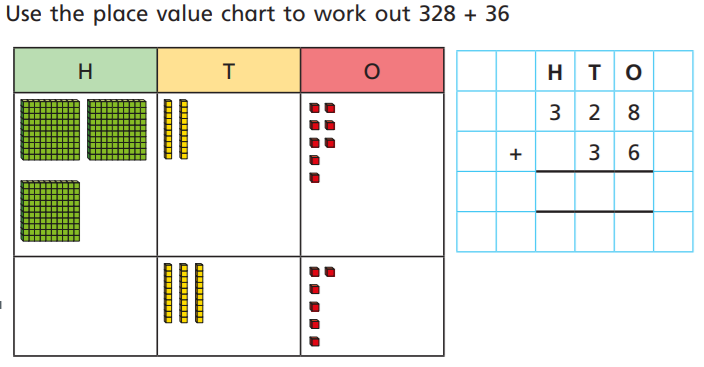 Use the place value chart to work out 328 + 36
H T O
H T O
3 2 8
+ 3 6